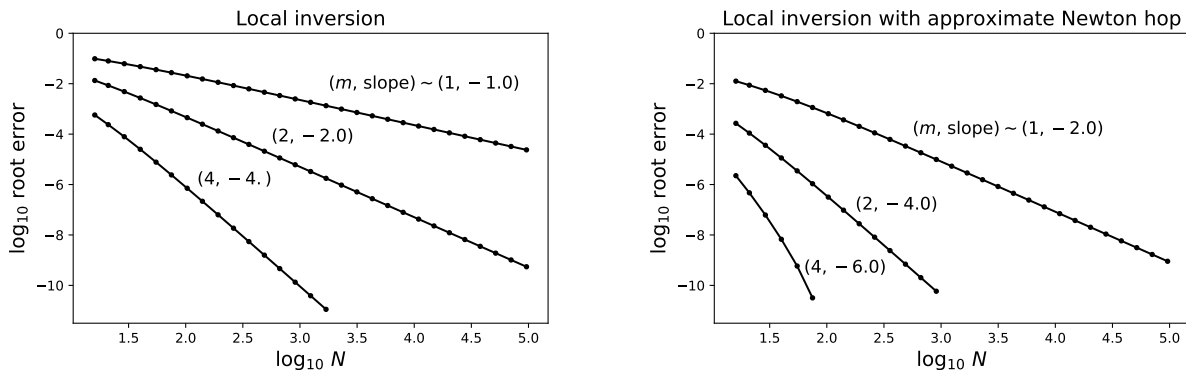 Local inversion
0
−2
−4
−6
−8
−10
log₁₀ root error
(m, slope) ~ (1, −1.0)
(2, −2.0)
(4, −4.)
1.5 2.0 2.5 3.0 3.5 4.0 4.5 5.0
log₁₀ N
Local inversion with approximate Newton hop
0
−2
−4
−6
−8
−10
log₁₀ root error
(m, slope) ~ (1, −2.0)
(2, −4.0)
(4, −6.0)
1.5 2.0 2.5 3.0 3.5 4.0 4.5 5.0
log₁₀ N